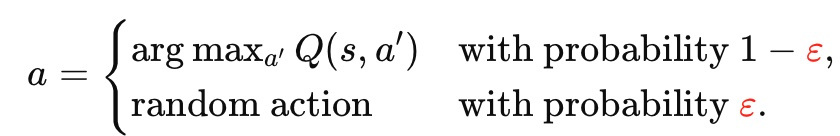 a = { arg max_{a′} Q(s, a′) with probability 1 − ε,
random action with probability ε.